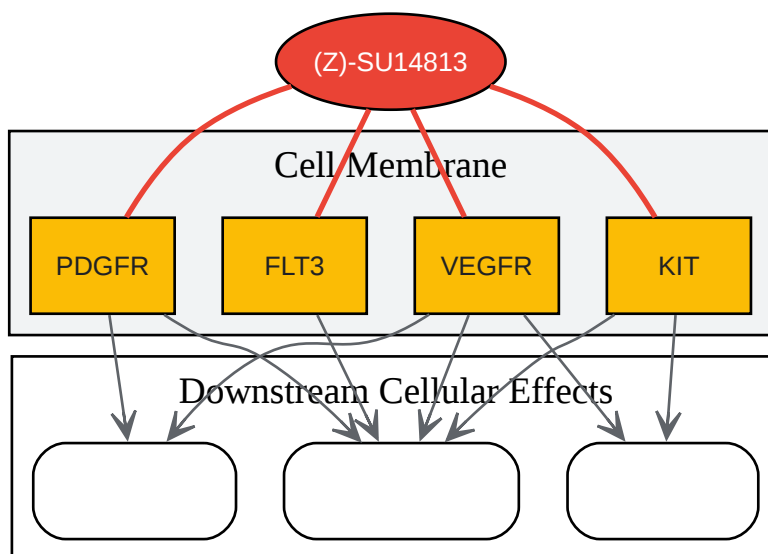 (Z)-SU14813
Cell Membrane
PDGFR FLT3 VEGFR KIT
Downstream Cellular Effects